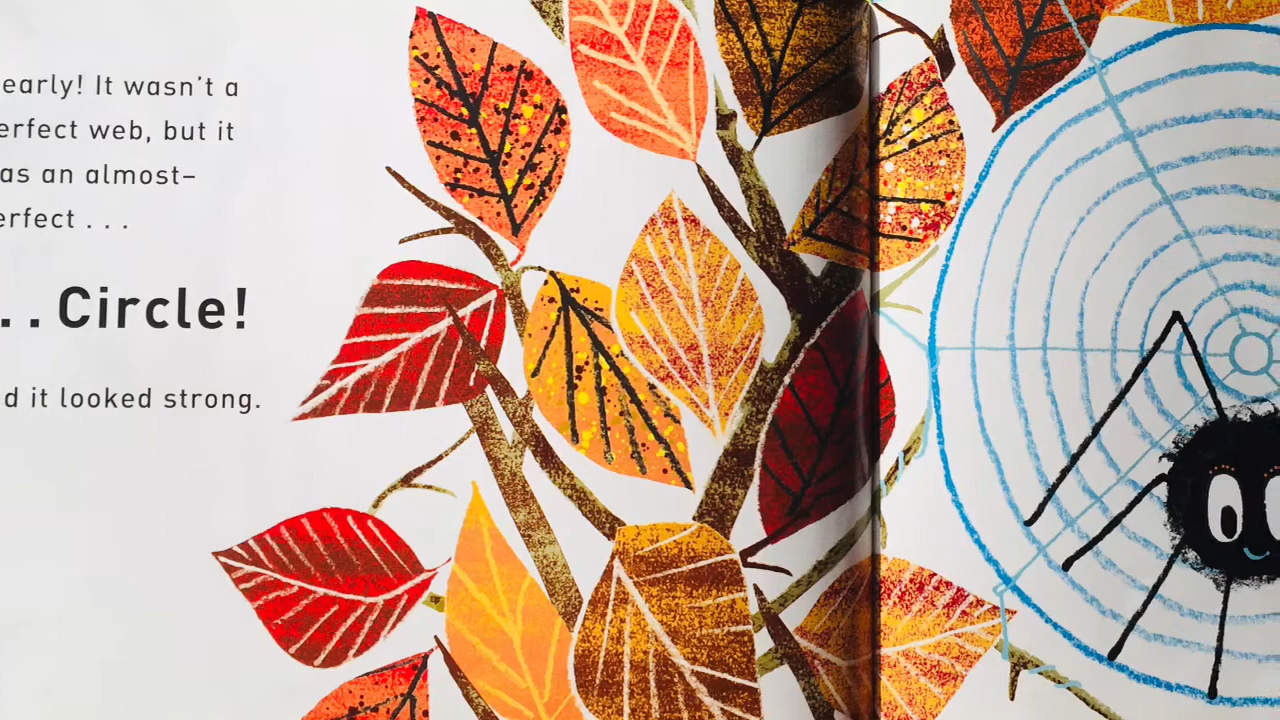 early! It wasn't a
erfect web, but it
as an almost–
erfect . . .
. . Circle!
d it looked strong.